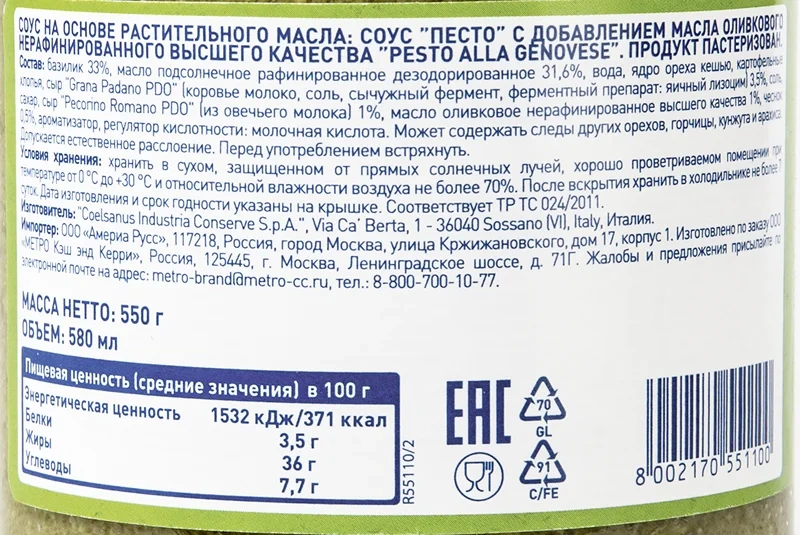 СОУС НА ОСНОВЕ РАСТИТЕЛЬНОГО МАСЛА: СОУС "ПЕСТО" С ДОБАВЛЕНИЕМ МАСЛА ОЛИВКОВОГО
НЕРАФИНИРОВАННОГО ВЫСШЕГО КАЧЕСТВА "PESTO ALLA GENOVESE". ПРОДУКТ ПАСТЕРИЗОВАН.
Состав: базилик 33%, масло подсолнечное рафинированное дезодорированное 31,6%, вода, ядро ореха кешью, картофельные
хлопья, сыр "Grana Padano PDO" (коровье молоко, соль, сычужный фермент, ферментный препарат: яичный лизоцим) 3,5%, соль,
сахар, сыр "Pecorino Romano PDO" (из овечьего молока) 1%, масло оливковое нерафинированное высшего качества 1%, чеснок
0,5%, ароматизатор, регулятор кислотности: молочная кислота. Может содержать следы других орехов, горчицы, кунжута и арахиса.
Допускается естественное расслоение. Перед употреблением встряхнуть.
Условия хранения: хранить в сухом, защищенном от прямых солнечных лучей, хорошо проветриваемом помещении при
температуре от 0 °C до +30 °C и относительной влажности воздуха не более 70%. После вскрытия хранить в холодильнике не более 7
суток. Дата изготовления и срок годности указаны на крышке. Соответствует ТР ТС 024/2011.
Изготовитель: "Coelsanus Industria Conserve S.p.A.", Via Ca' Berta, 1 - 36040 Sossano (VI), Italy, Италия.
Импортер: ООО «Америа Русс», 117218, Россия, город Москва, улица Кржижановского, дом 17, корпус 1. Изготовлено по заказу ООО
«МЕТРО Кэш энд Керри», Россия, 125445, г. Москва, Ленинградское шоссе, д. 71Г. Жалобы и предложения присылайте по
электронной почте на адрес: metro-brand@metro-cc.ru, тел.: 8-800-700-10-77.
МАССА НЕТТО: 550 г
ОБЪЕМ: 580 мл
Пищевая ценность (средние значения) в 100 г
Энергетическая ценность 1532 кДж/371 ккал
Белки 3,5 г
Жиры 36 г
Углеводы 7,7 г
R55110/2
EAC
70
GL
91
C/FE
8 002170 551100